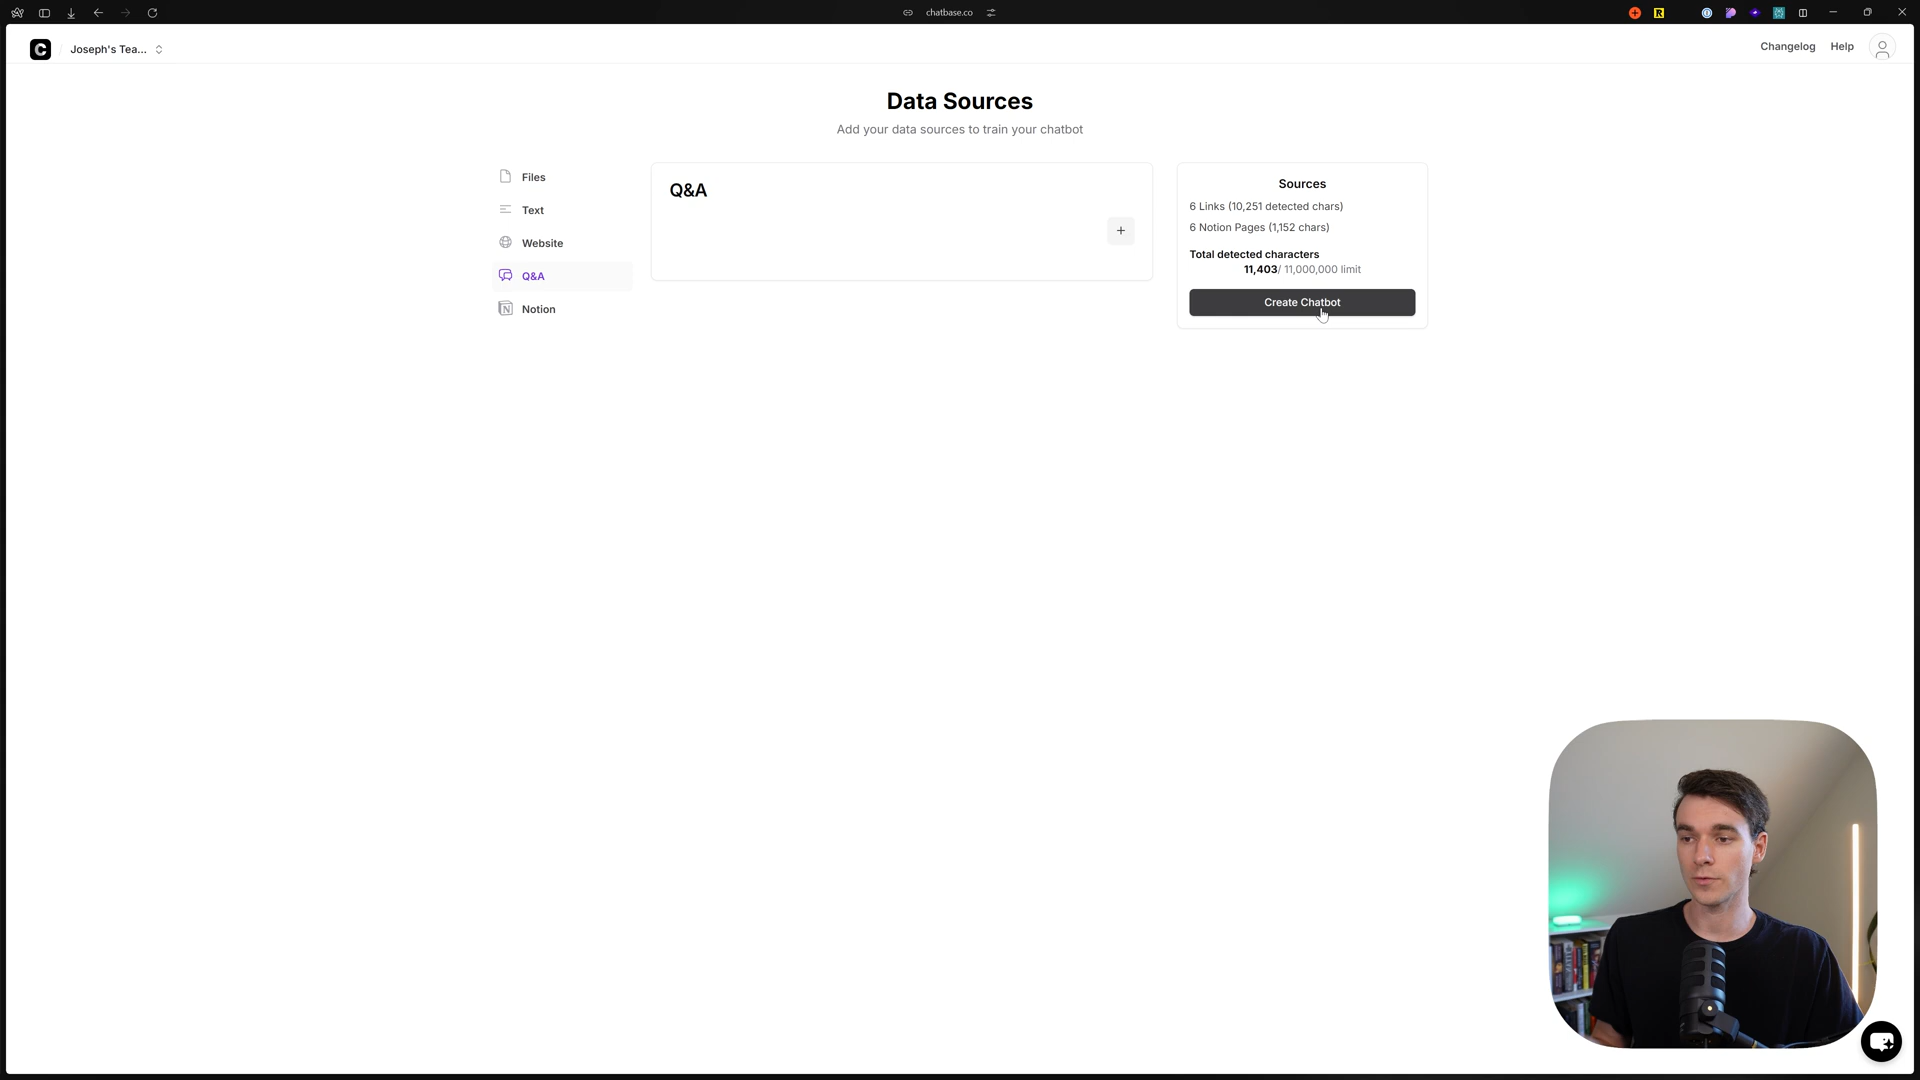 chatbase.co
C
Joseph's Tea...
Changelog
Help
Data Sources
Add your data sources to train your chatbot
Files
Text
Website
Q&A
Notion
Q&A
+
Sources
6 Links (10,251 detected chars)
6 Notion Pages (1,152 chars)
Total detected characters
11,403/ 11,000,000 limit
Create Chatbot